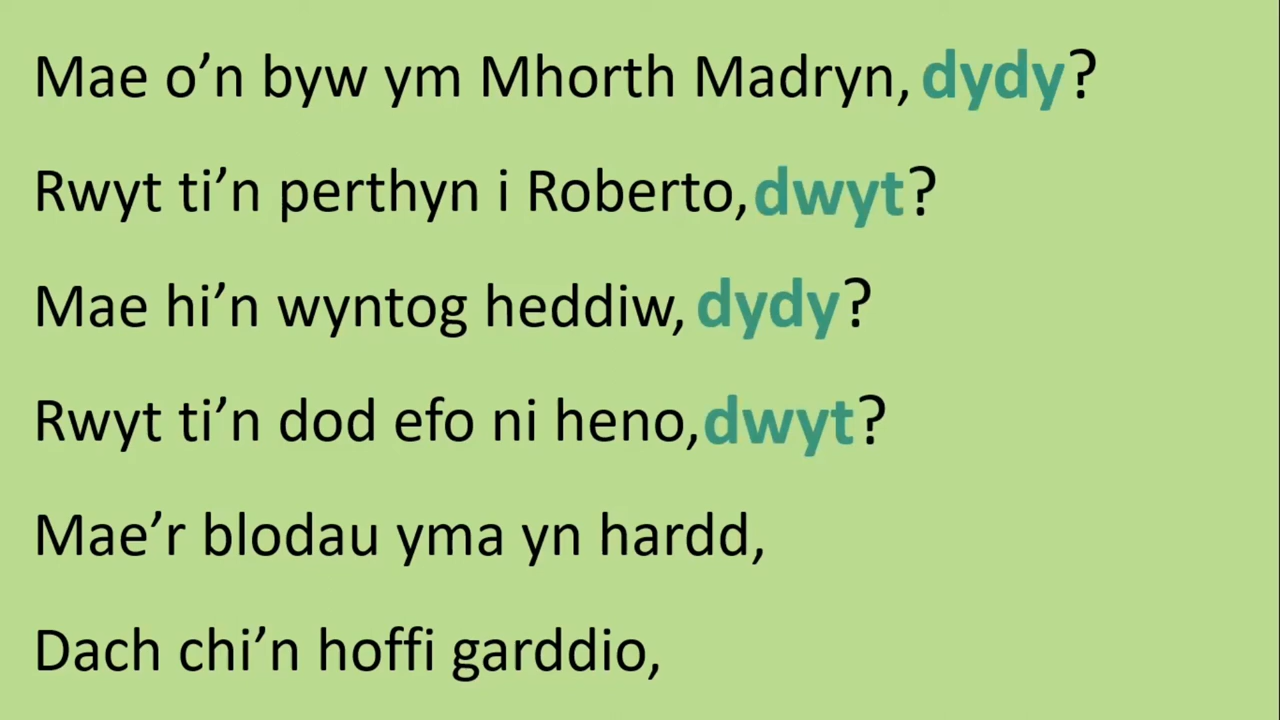 Mae o’n byw ym Mhorth Madryn, dydy?
Rwyt ti’n perthyn i Roberto, dwyt?
Mae hi’n wyntog heddiw, dydy?
Rwyt ti’n dod efo ni heno, dwyt?
Mae’r blodau yma yn hardd,
Dach chi’n hoffi garddio,